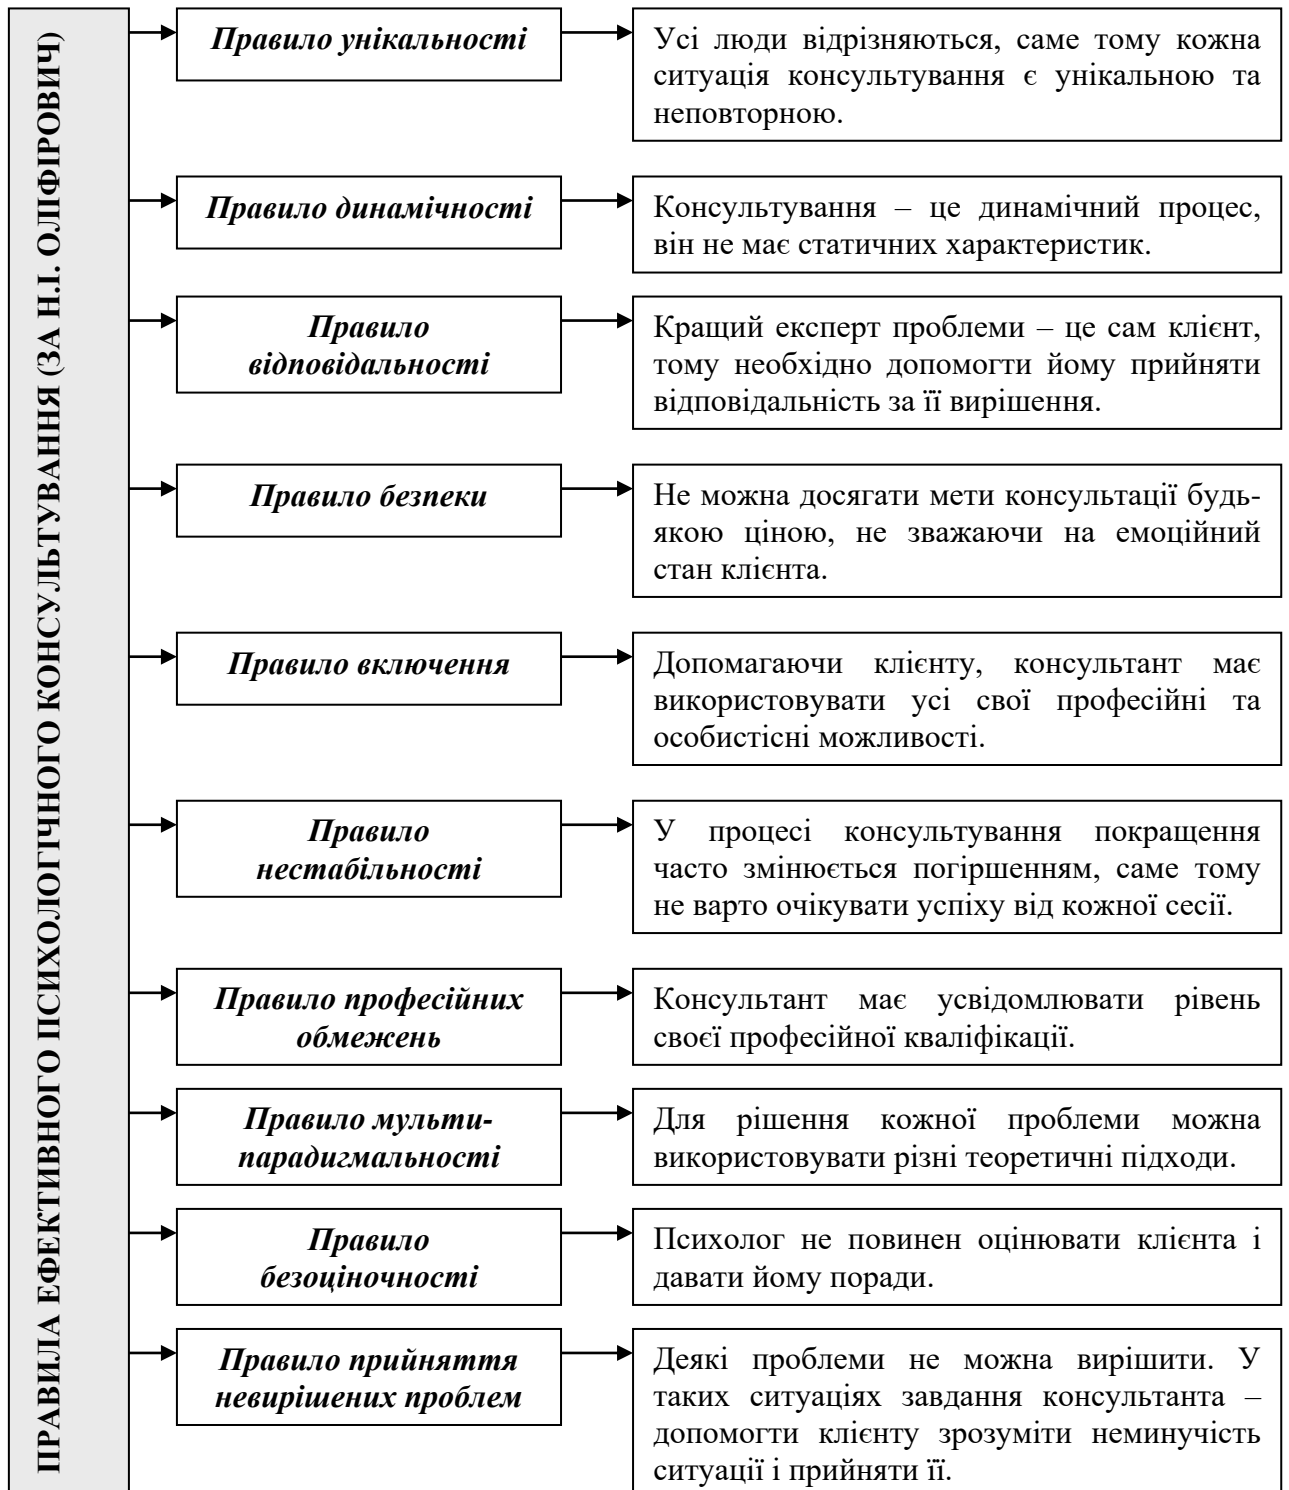 ПРАВИЛА ЕФЕКТИВНОГО ПСИХОЛОГІЧНОГО КОНСУЛЬТУВАННЯ (ЗА Н.І. ОЛІФІРОВИЧ)
Правило унікальності
Усі люди відрізняються, саме тому кожна
ситуація консультування є унікальною та
неповторною.
Правило динамічності
Консультування – це динамічний процес,
він не має статичних характеристик.
Правило
відповідальності
Кращий експерт проблеми – це сам клієнт,
тому необхідно допомогти йому прийняти
відповідальність за її вирішення.
Правило безпеки
Не можна досягати мети консультації будь-
якою ціною, не зважаючи на емоційний
стан клієнта.
Правило включення
Допомагаючи клієнту, консультант має
використовувати усі свої професійні та
особистісні можливості.
Правило
нестабільності
У процесі консультування покращення
часто змінюється погіршенням, саме тому
не варто очікувати успіху від кожної сесії.
Правило професійних
обмежень
Консультант має усвідомлювати рівень
своєї професійної кваліфікації.
Правило мульти-
парадигмальності
Для рішення кожної проблеми можна
використовувати різні теоретичні підходи.
Правило
безоціночності
Психолог не повинен оцінювати клієнта і
давати йому поради.
Правило прийняття
невирішених проблем
Деякі проблеми не можна вирішити. У
таких ситуаціях завдання консультанта –
допомогти клієнту зрозуміти неминучість
ситуації і прийняти її.